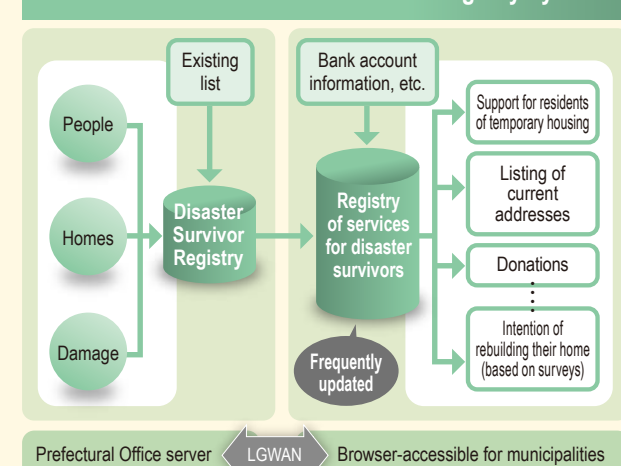 Existing
list
Bank account
information, etc.
People
Homes
Damage
Disaster
Survivor
Registry
Registry
of services
for disaster
survivors
Frequently
updated
Support for residents
of temporary housing
Listing of
current
addresses
Donations
Intention of
rebuilding their home
(based on surveys)
Prefectural Office server
LGWAN
Browser-accessible for municipalities